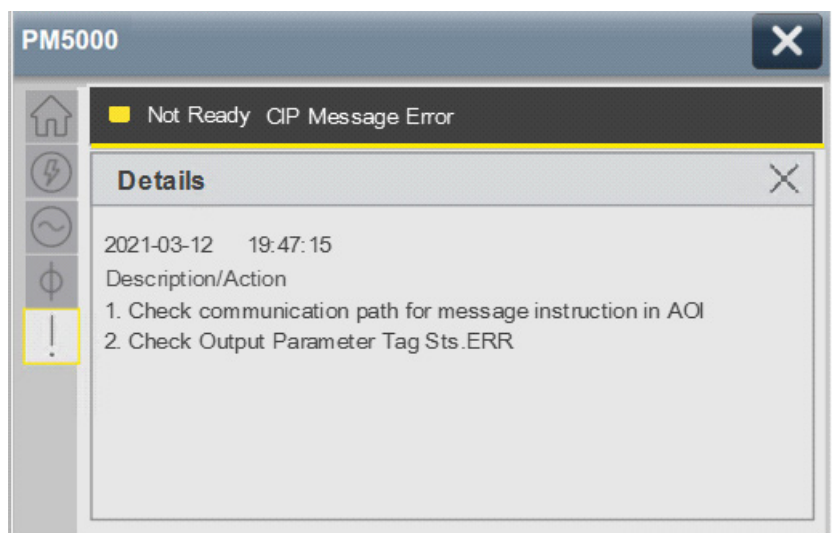 PM5000
Not Ready CIP Message Error
Details
2021-03-12 19:47:15
Description/Action
1. Check communication path for message instruction in AOI
2. Check Output Parameter Tag Sts.ERR